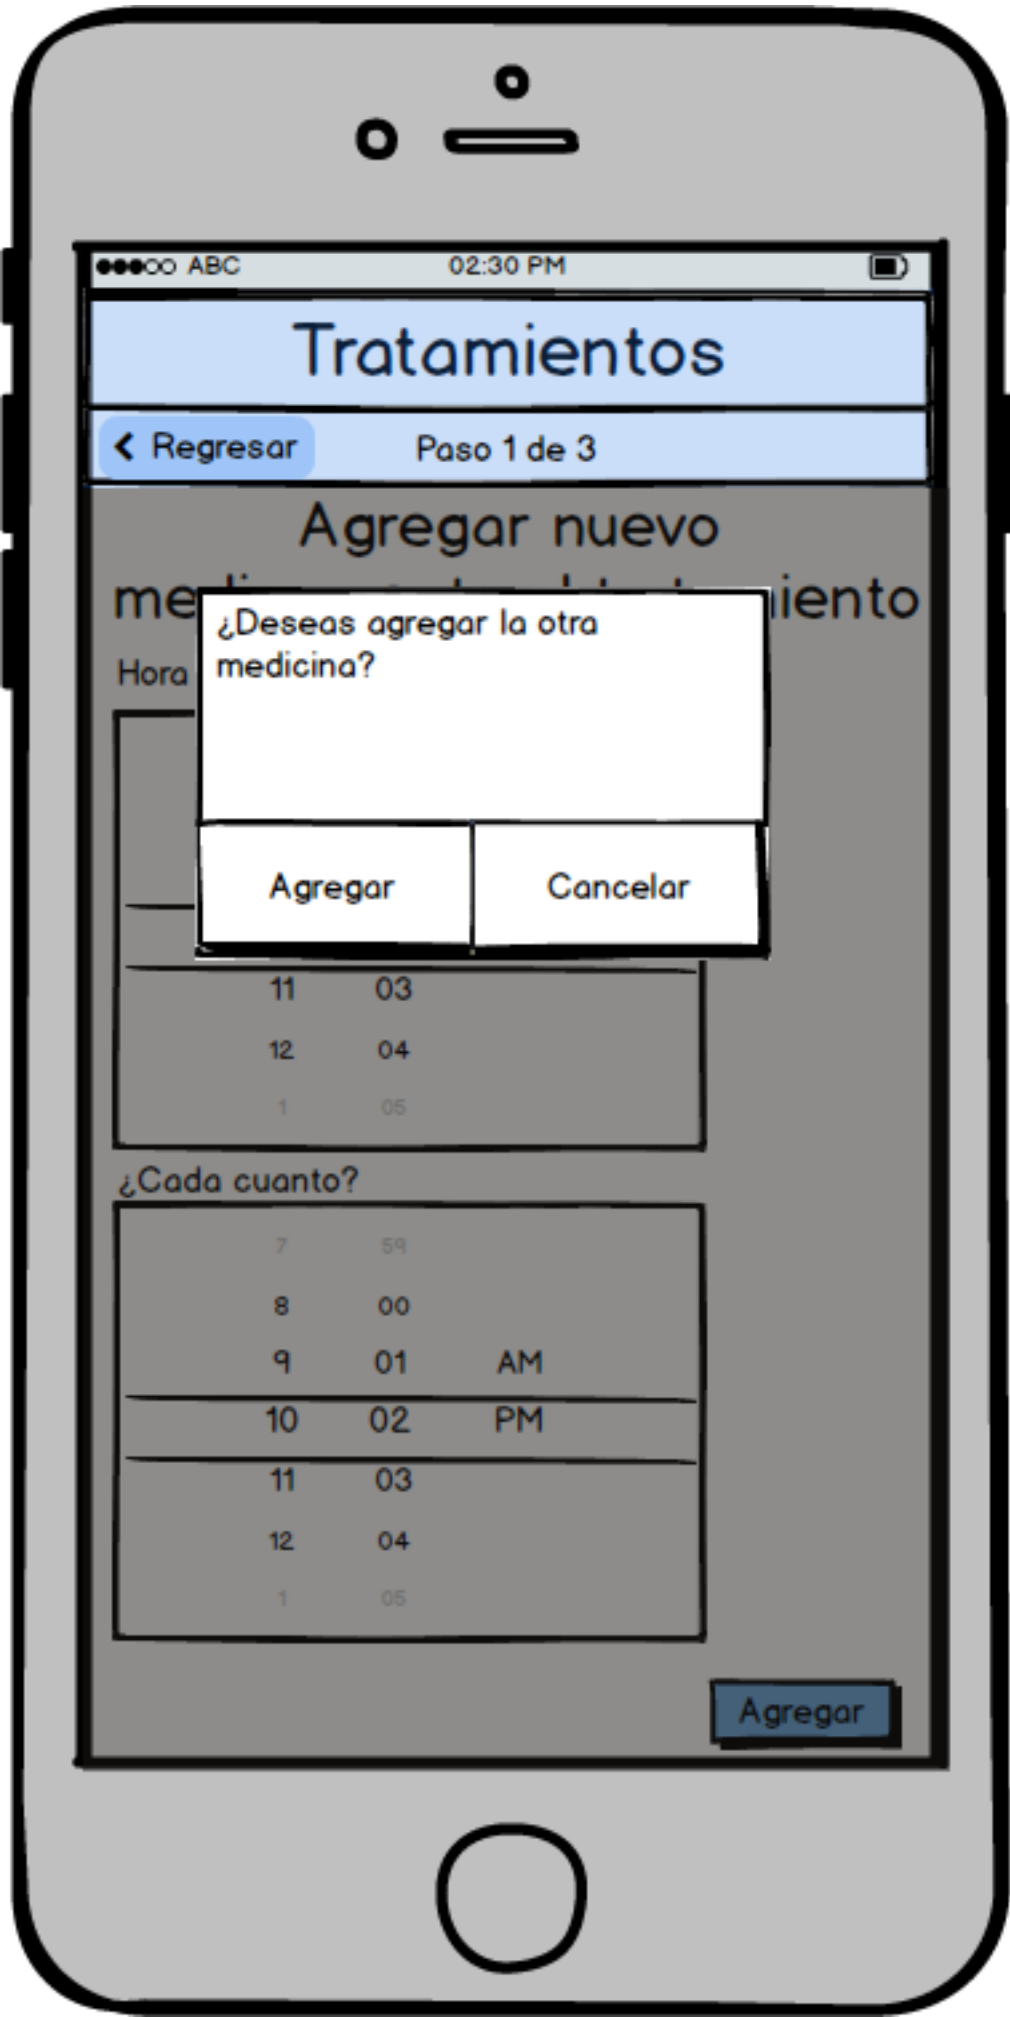 ABC 02:30 PM
Tratamientos
Regresar Paso 1 de 3
Agregar nuevo
¿Deseas agregar la otra
medicina?
Hora
Agregar Cancelar
11 03
12 04
1 05
¿Cada cuanto?
7 59
8 00
9 01 AM
10 02 PM
11 03
12 04
1 05
Agregar